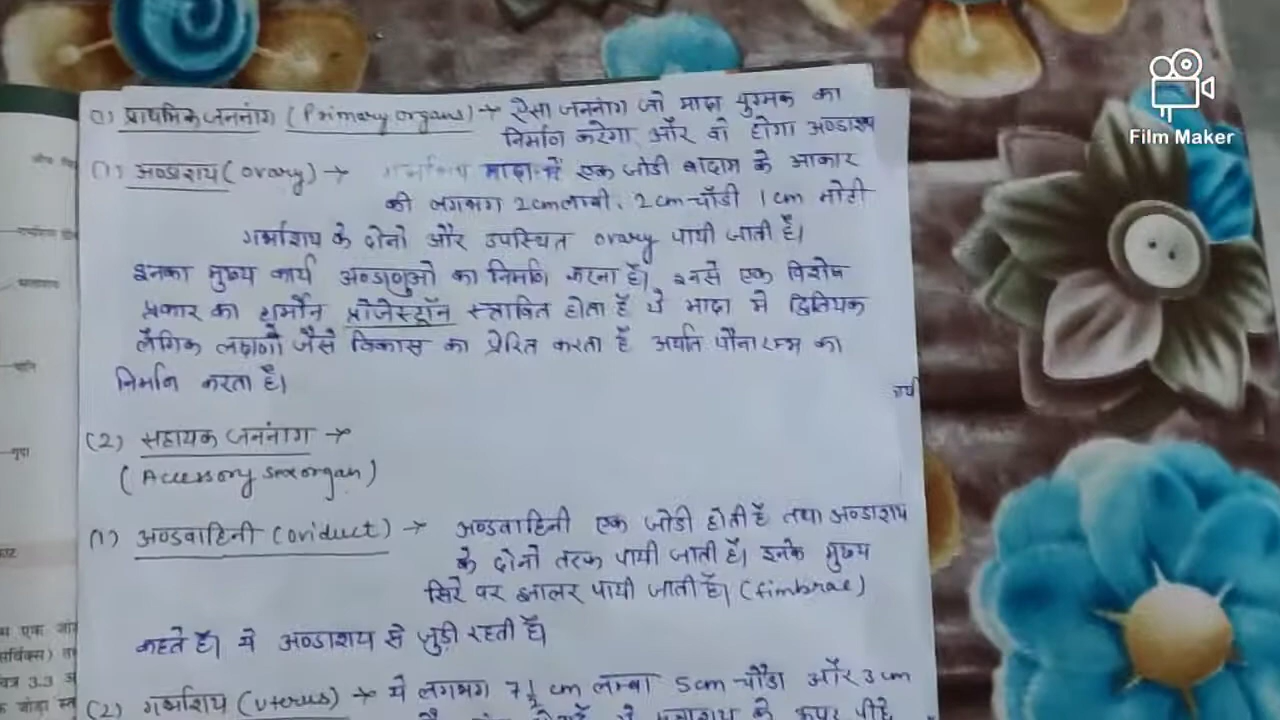 Film Maker
(1) प्राथमिक जननांग (Primary organs) → ऐसा जननांग जो मादा युग्मक का
निर्माण करेगा और वो होगा अण्डाशय
(1) अण्डाशय (ovary) → मादा में एक जोडी बादाम के आकार
की लगभग 2cm लाबी, 2cm चौंडी 1cm मोटी
गर्भाशय के दोनो और उपस्थित ovary पायी जाती हैं।
इनका मुख्य कार्य अण्डाणुओ का निर्माण करना हैं। इनसे एक विशेष
प्रकार का हार्मोन प्रोजेस्ट्रॉन स्त्रावित होता हैं ये मादा मे द्वितियक
लैंगिक लक्षणों जैसे विकास का प्रेरित करता हैं अर्थात का
निर्माण करता हैं।
(2) सहायक जननांग →
(Accessory sex organ)
(1) अण्डवाहिनी (oviduct) → अण्डवाहिनी एक जोडी होती हैं तथा अण्डाशय
के दोनो तरफ पायी जाती हैं। इनके मुख्य
सिरे पर झालर पायी जाती हैं। (fimbrae)
कहते हैं। ये अण्डाशय से जुड़ी रहती हैं।
(2) गर्भाशय (uterus) → ये लगभग 7½ cm लम्बा 5cm चौडा और 3 cm